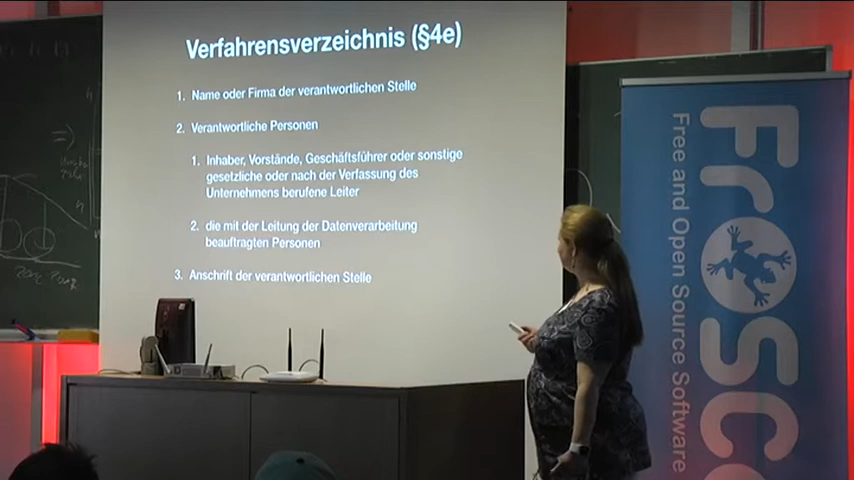 Verfahrensverzeichnis (§4e)
1. Name oder Firma der verantwortlichen Stelle
2. Verantwortliche Personen
1. Inhaber, Vorstände, Geschäftsführer oder sonstige
gesetzliche oder nach der Verfassung des
Unternehmens berufene Leiter
2. die mit der Leitung der Datenverarbeitung
beauftragten Personen
3. Anschrift der verantwortlichen Stelle
Free and Open Source Software
FrOSC